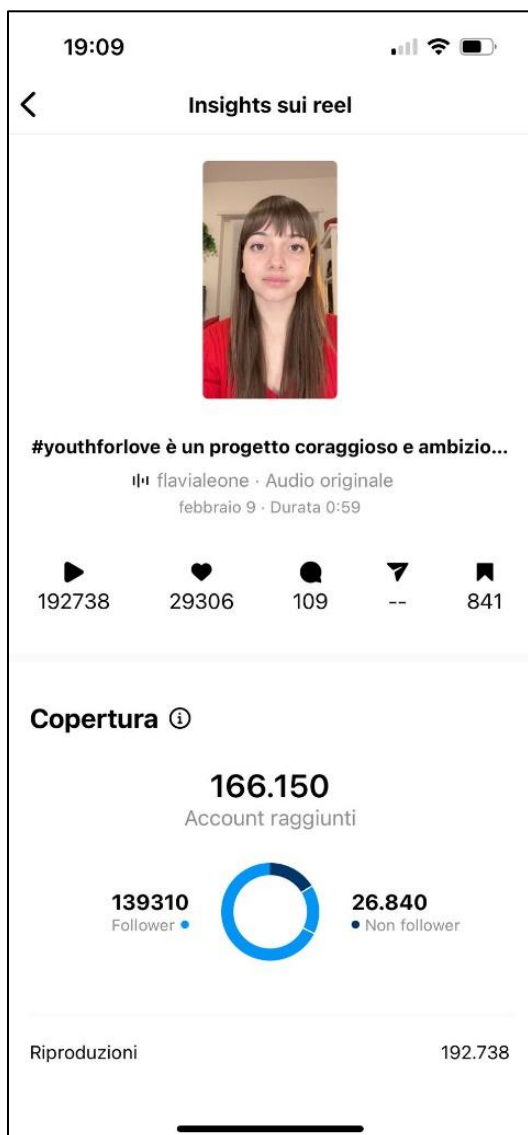 19:09
Insights sui reel
#youthforlove è un progetto coraggioso e ambizio...
flavialeone · Audio originale
febbraio 9 · Durata 0:59
192738 29306 109 -- 841
Copertura
166.150
Account raggiunti
139310 26.840
Follower Non follower
Riproduzioni 192.738